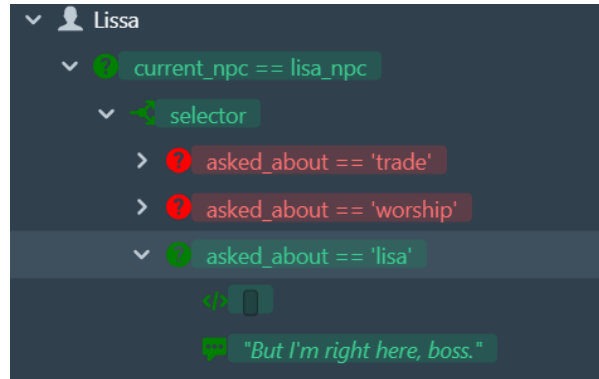 Lissa
current_npc == lisa_npc
selector
asked_about == 'trade'
asked_about == 'worship'
asked_about == 'lisa'
"But I'm right here, boss."